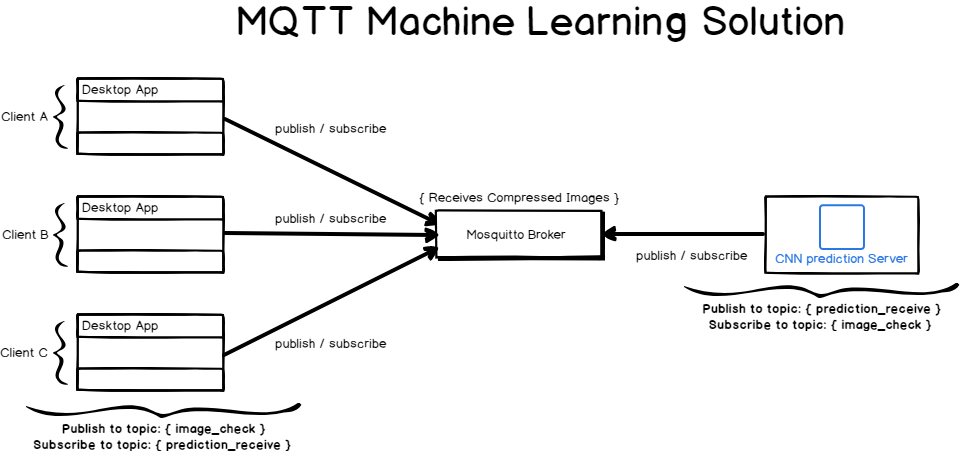 MQTT Machine Learning Solution
Desktop App
Client A
publish / subscribe
{ Receives Compressed Images }
Desktop App
Client B
publish / subscribe
Mosquitto Broker
publish / subscribe
CNN prediction Server
Publish to topic: { prediction_receive }
Subscribe to topic: { image_check }
Desktop App
Client C
publish / subscribe
Publish to topic: { image_check }
Subscribe to topic: { prediction_receive }